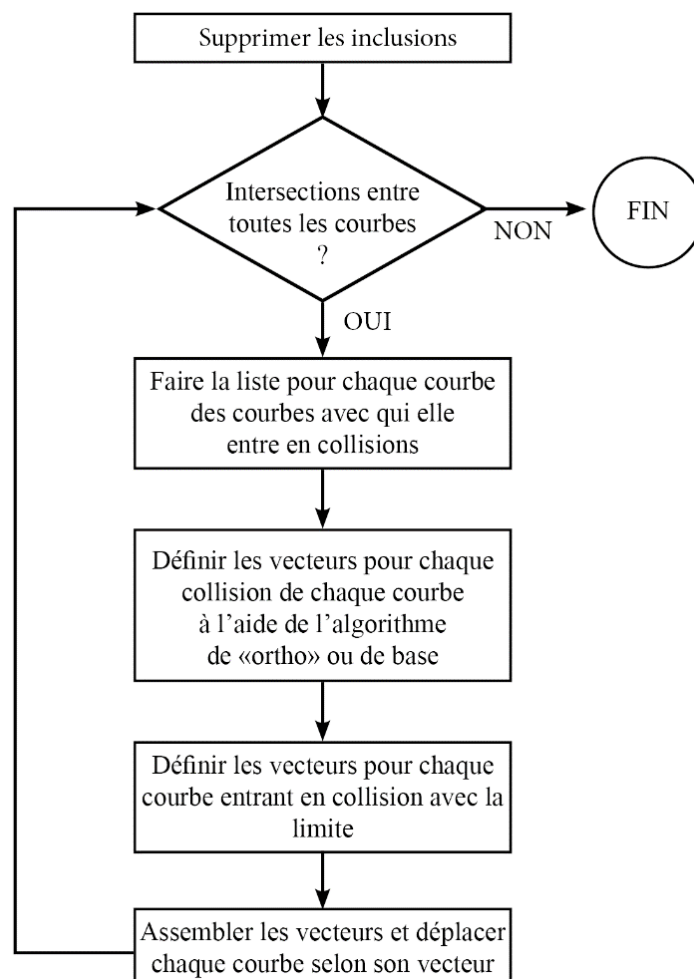 Supprimer les inclusions
Intersections entre
toutes les courbes
?
NON
FIN
OUI
Faire la liste pour chaque courbe
des courbes avec qui elle
entre en collisions
Définir les vecteurs pour chaque
collision de chaque courbe
à l’aide de l’algorithme
de «ortho» ou de base
Définir les vecteurs pour chaque
courbe entrant en collision avec la
limite
Assembler les vecteurs et déplacer
chaque courbe selon son vecteur